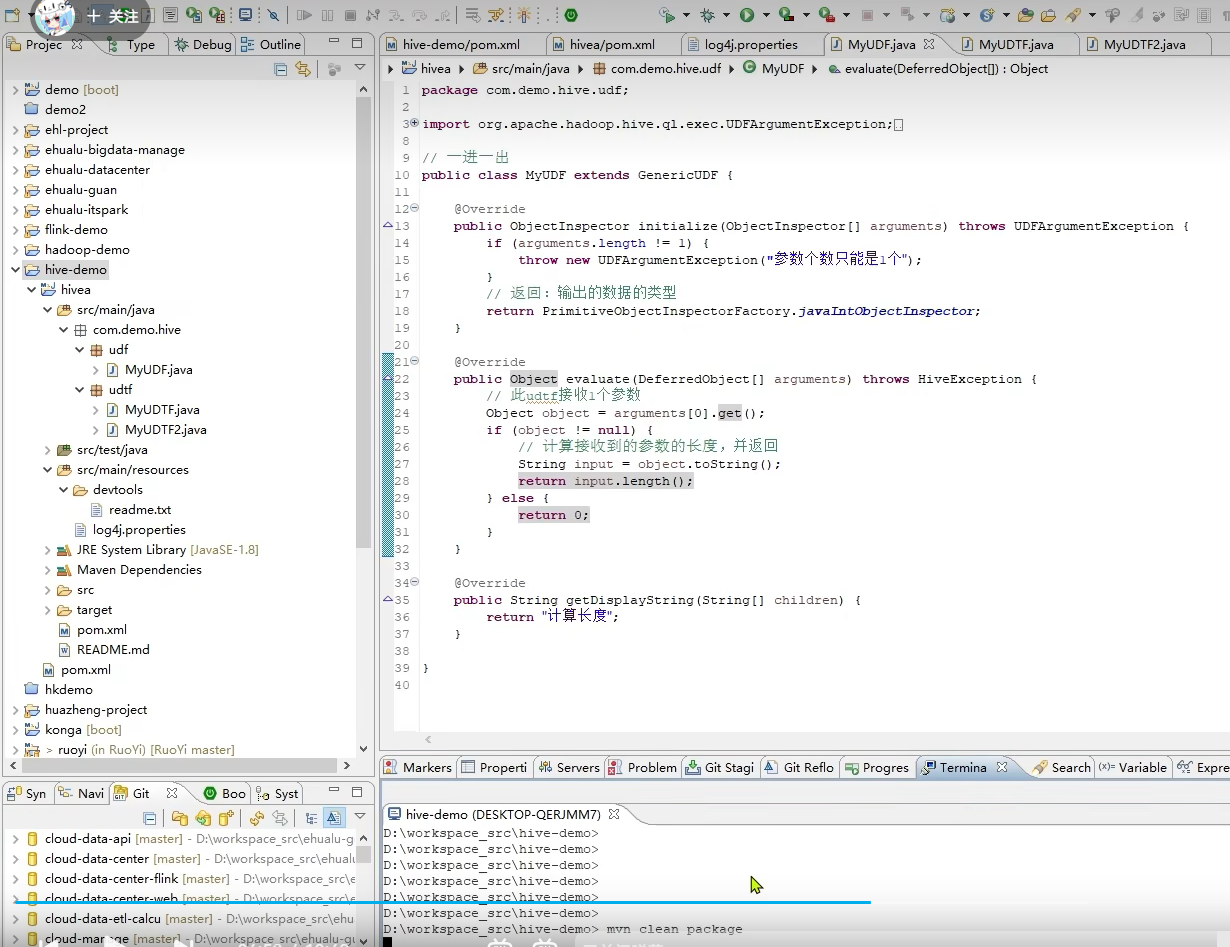 + 关注
Projec
Type
Debug
Outline
demo [boot]
demo2
ehl-project
ehualu-bigdata-manage
ehualu-datacenter
ehualu-guan
ehualu-itspark
flink-demo
hadoop-demo
hive-demo
hivea
src/main/java
com.demo.hive
udf
MyUDF.java
udtf
MyUDTF.java
MyUDTF2.java
src/test/java
src/main/resources
devtools
readme.txt
log4j.properties
JRE System Library [JavaSE-1.8]
Maven Dependencies
src
target
pom.xml
README.md
pom.xml
hkdemo
huazheng-project
konga [boot]
> ruoyi (in RuoYi) [RuoYi master]
hive-demo/pom.xml
hivea/pom.xml
log4j.properties
MyUDF.java
MyUDTF.java
MyUDTF2.java
hivea
src/main/java
com.demo.hive.udf
MyUDF
evaluate(DeferredObject[]) : Object
1 package com.demo.hive.udf;
2
3 import org.apache.hadoop.hive.ql.exec.UDFArgumentException;
8
9 // 一进一出
10 public class MyUDF extends GenericUDF {
11
12 @Override
13 public ObjectInspector initialize(ObjectInspector[] arguments) throws UDFArgumentException {
14 if (arguments.length != 1) {
15 throw new UDFArgumentException("参数个数只能是1个");
16 }
17 // 返回：输出的数据的类型
18 return PrimitiveObjectInspectorFactory.javaIntObjectInspector;
19 }
20
21 @Override
22 public Object evaluate(DeferredObject[] arguments) throws HiveException {
23 // 此udtf接收1个参数
24 Object object = arguments[0].get();
25 if (object != null) {
26 // 计算接收到的参数的长度，并返回
27 String input = object.toString();
28 return input.length();
29 } else {
30 return 0;
31 }
32 }
33
34 @Override
35 public String getDisplayString(String[] children) {
36 return "计算长度";
37 }
38
39 }
40
Syn
Navi
Git
Boo
Syst
cloud-data-api [master] - D:\workspace_src\ehualu-g
cloud-data-center [master] - D:\workspace_src\ehualu
cloud-data-center-flink [master] - D:\workspace_src\e
cloud-data-center-web [master] - D:\workspace_src\e
cloud-data-etl-calcu [master] - D:\workspace_src\ehu
cloud-manage [master] - D:\workspace_src\ehualu-gu
Markers
Properti
Servers
Problem
Git Stagi
Git Reflo
Progres
Termina
Search
(x)= Variable
Expre
hive-demo (DESKTOP-QERJMM7)
D:\workspace_src\hive-demo>
D:\workspace_src\hive-demo>
D:\workspace_src\hive-demo>
D:\workspace_src\hive-demo>
D:\workspace_src\hive-demo>
D:\workspace_src\hive-demo>
D:\workspace_src\hive-demo> mvn clean package